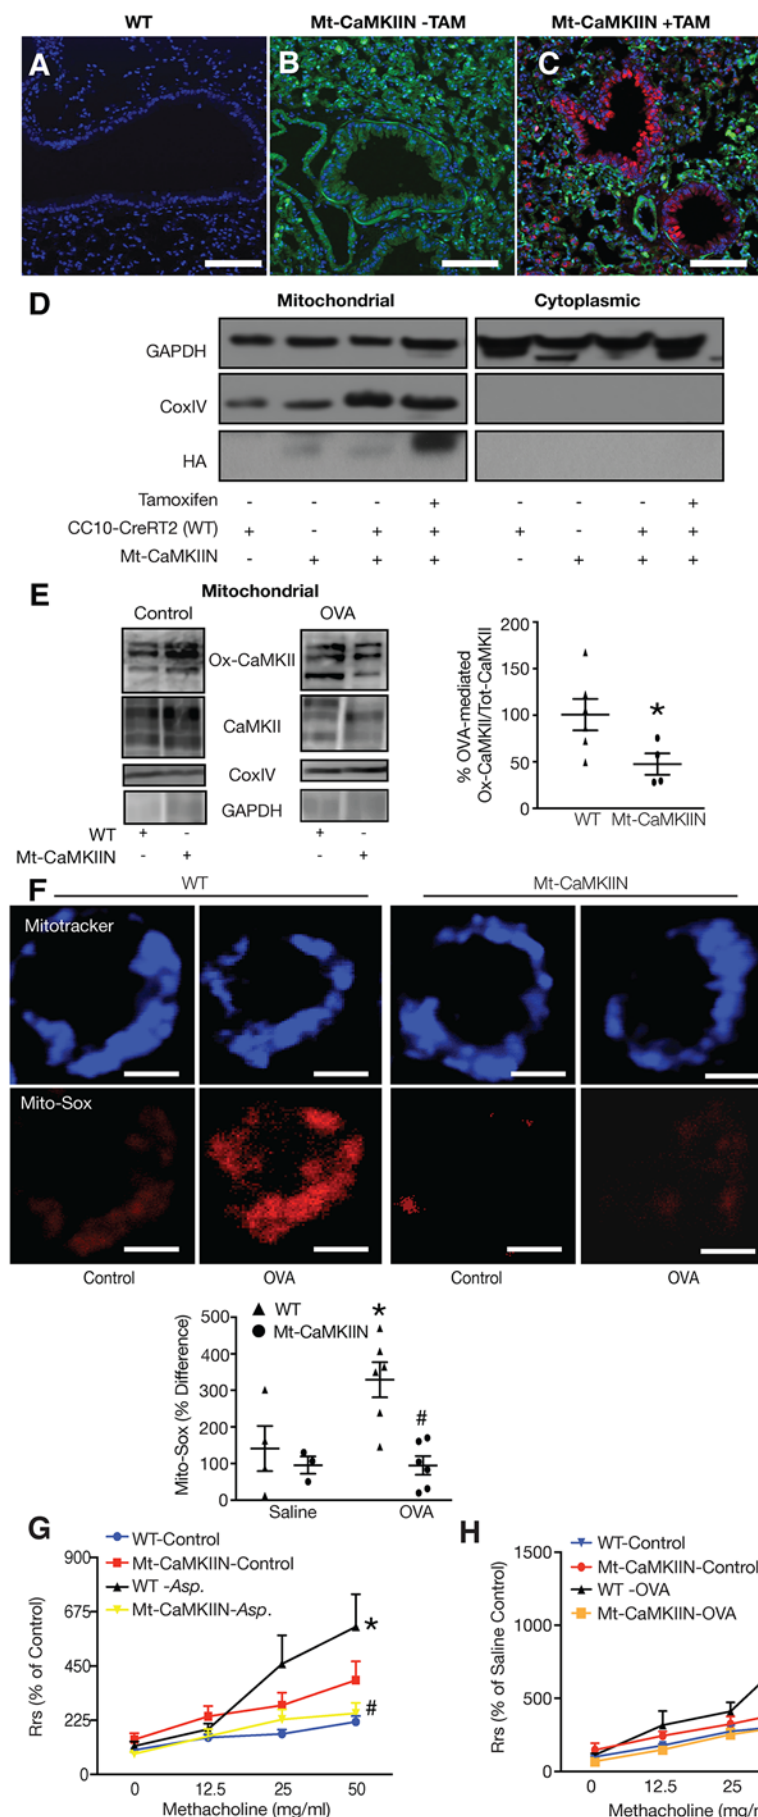 WT Mt-CaMKIIN -TAM Mt-CaMKIIN +TAM
A B C
D Mitochondrial Cytoplasmic
GAPDH
CoxIV
HA
Tamoxifen - - - + - - - +
CC10-CreRT2 (WT) + - + + + - + +
Mt-CaMKIIN - + + + - + + +
E Mitochondrial
Control OVA
Ox-CaMKII
CaMKII
CoxIV
GAPDH
WT + - + -
Mt-CaMKIIN - + - +
% OVA-mediated
Ox-CaMKII/Tot-CaMKII
200
150
100
50
0
*
WT Mt-CaMKIIN
F WT Mt-CaMKIIN
Mitotracker
Mito-Sox
Control OVA Control OVA
Mito-Sox (% Difference)
500
400
300
200
100
0
WT
Mt-CaMKIIN
*
#
Saline OVA
G
WT-Control
Mt-CaMKIIN-Control
WT -Asp.
Mt-CaMKIIN-Asp.
Rrs (% of Control)
900
675
450
225
0
*
#
0 12.5 25 50
Methacholine (mg/ml)
H
WT-Control
Mt-CaMKIIN-Control
WT -OVA
Mt-CaMKIIN-OVA
Rrs (% of Saline Control)
1500
1000
500
0
0 12.5 25
Methacholine (mg/m